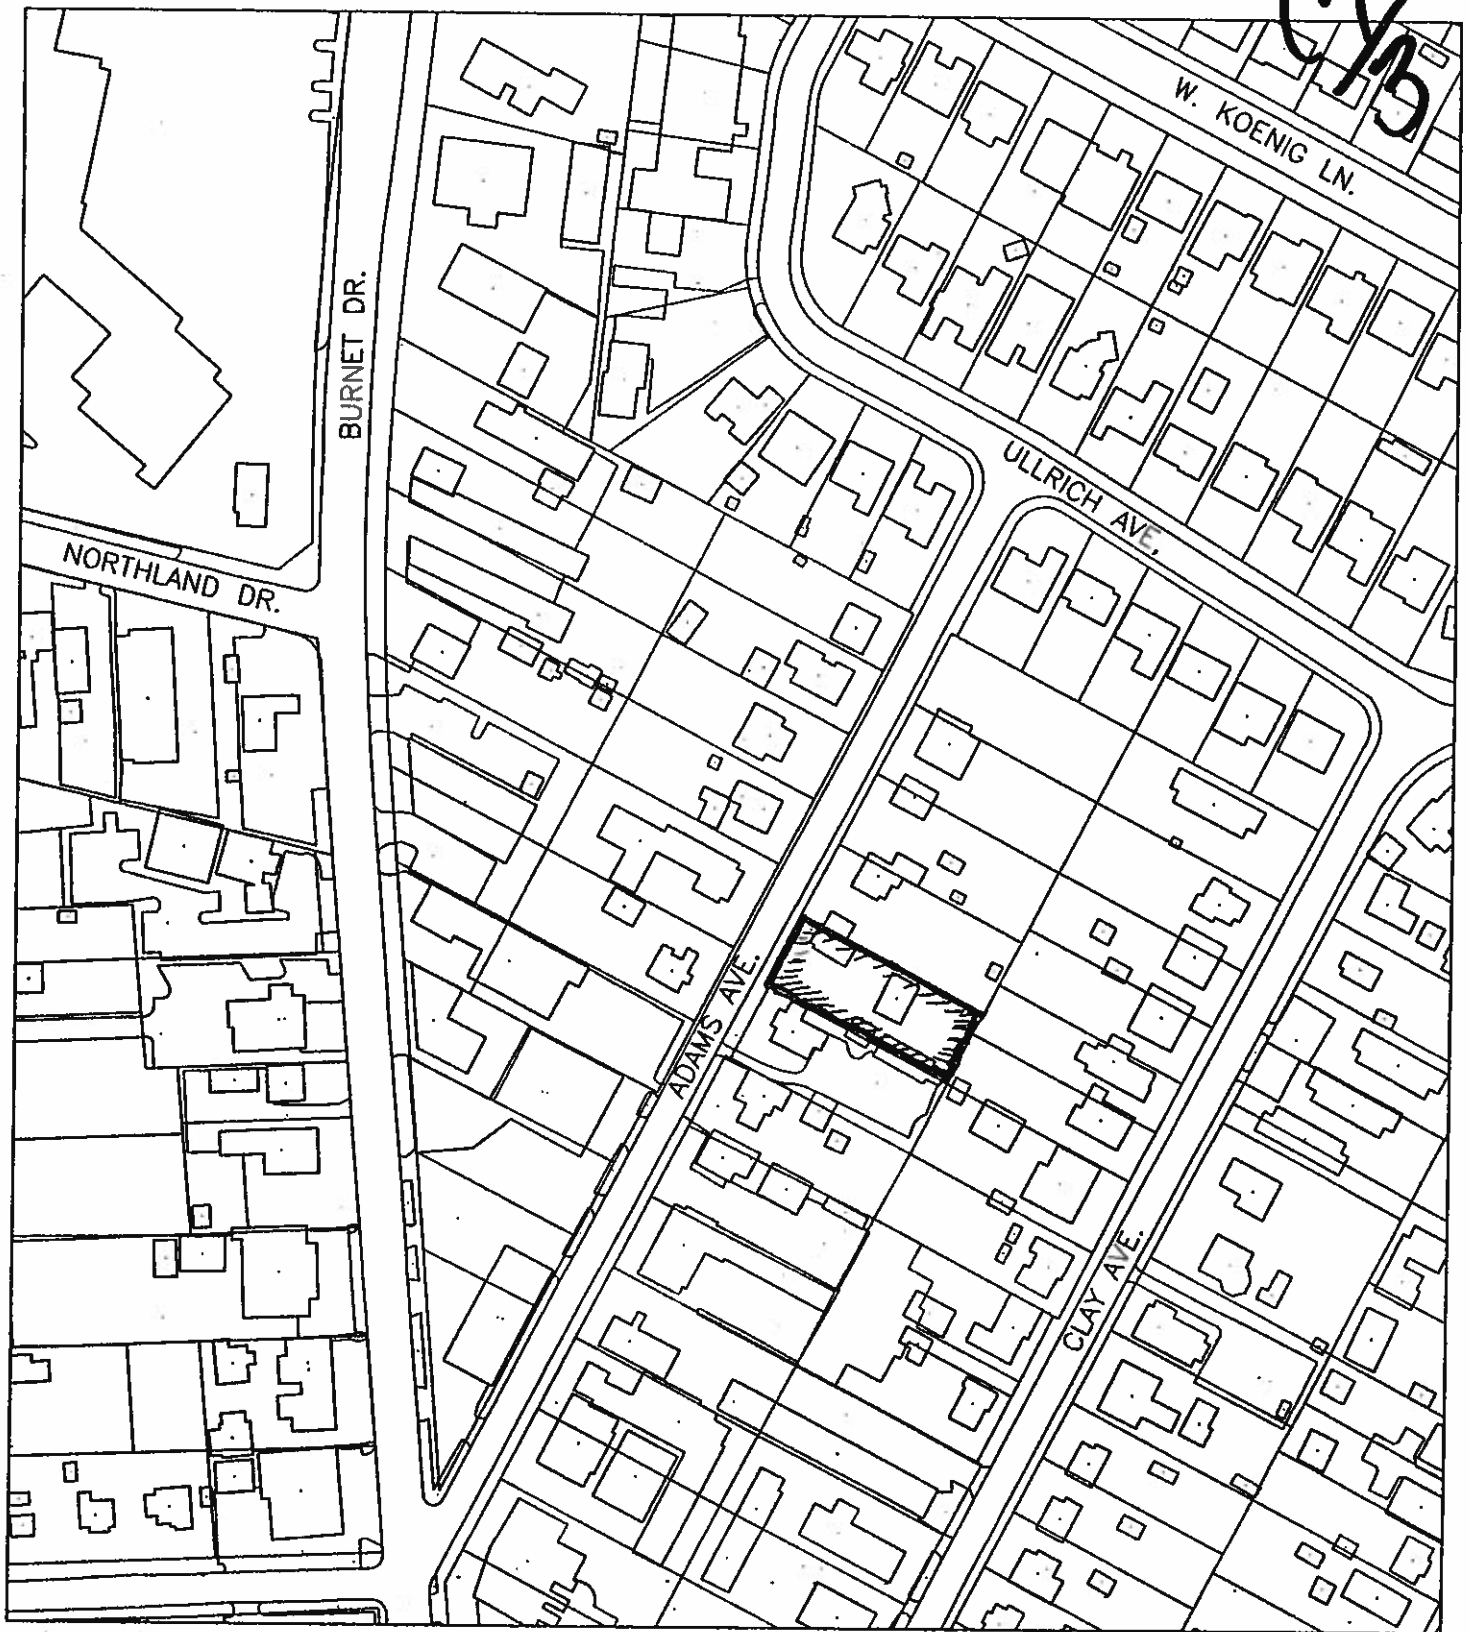 W. KOENIG LN.
BURNET DR.
ULLRICH AVE,
NORTHLAND DR.
ADAMS AVE.
CLAY AVE.